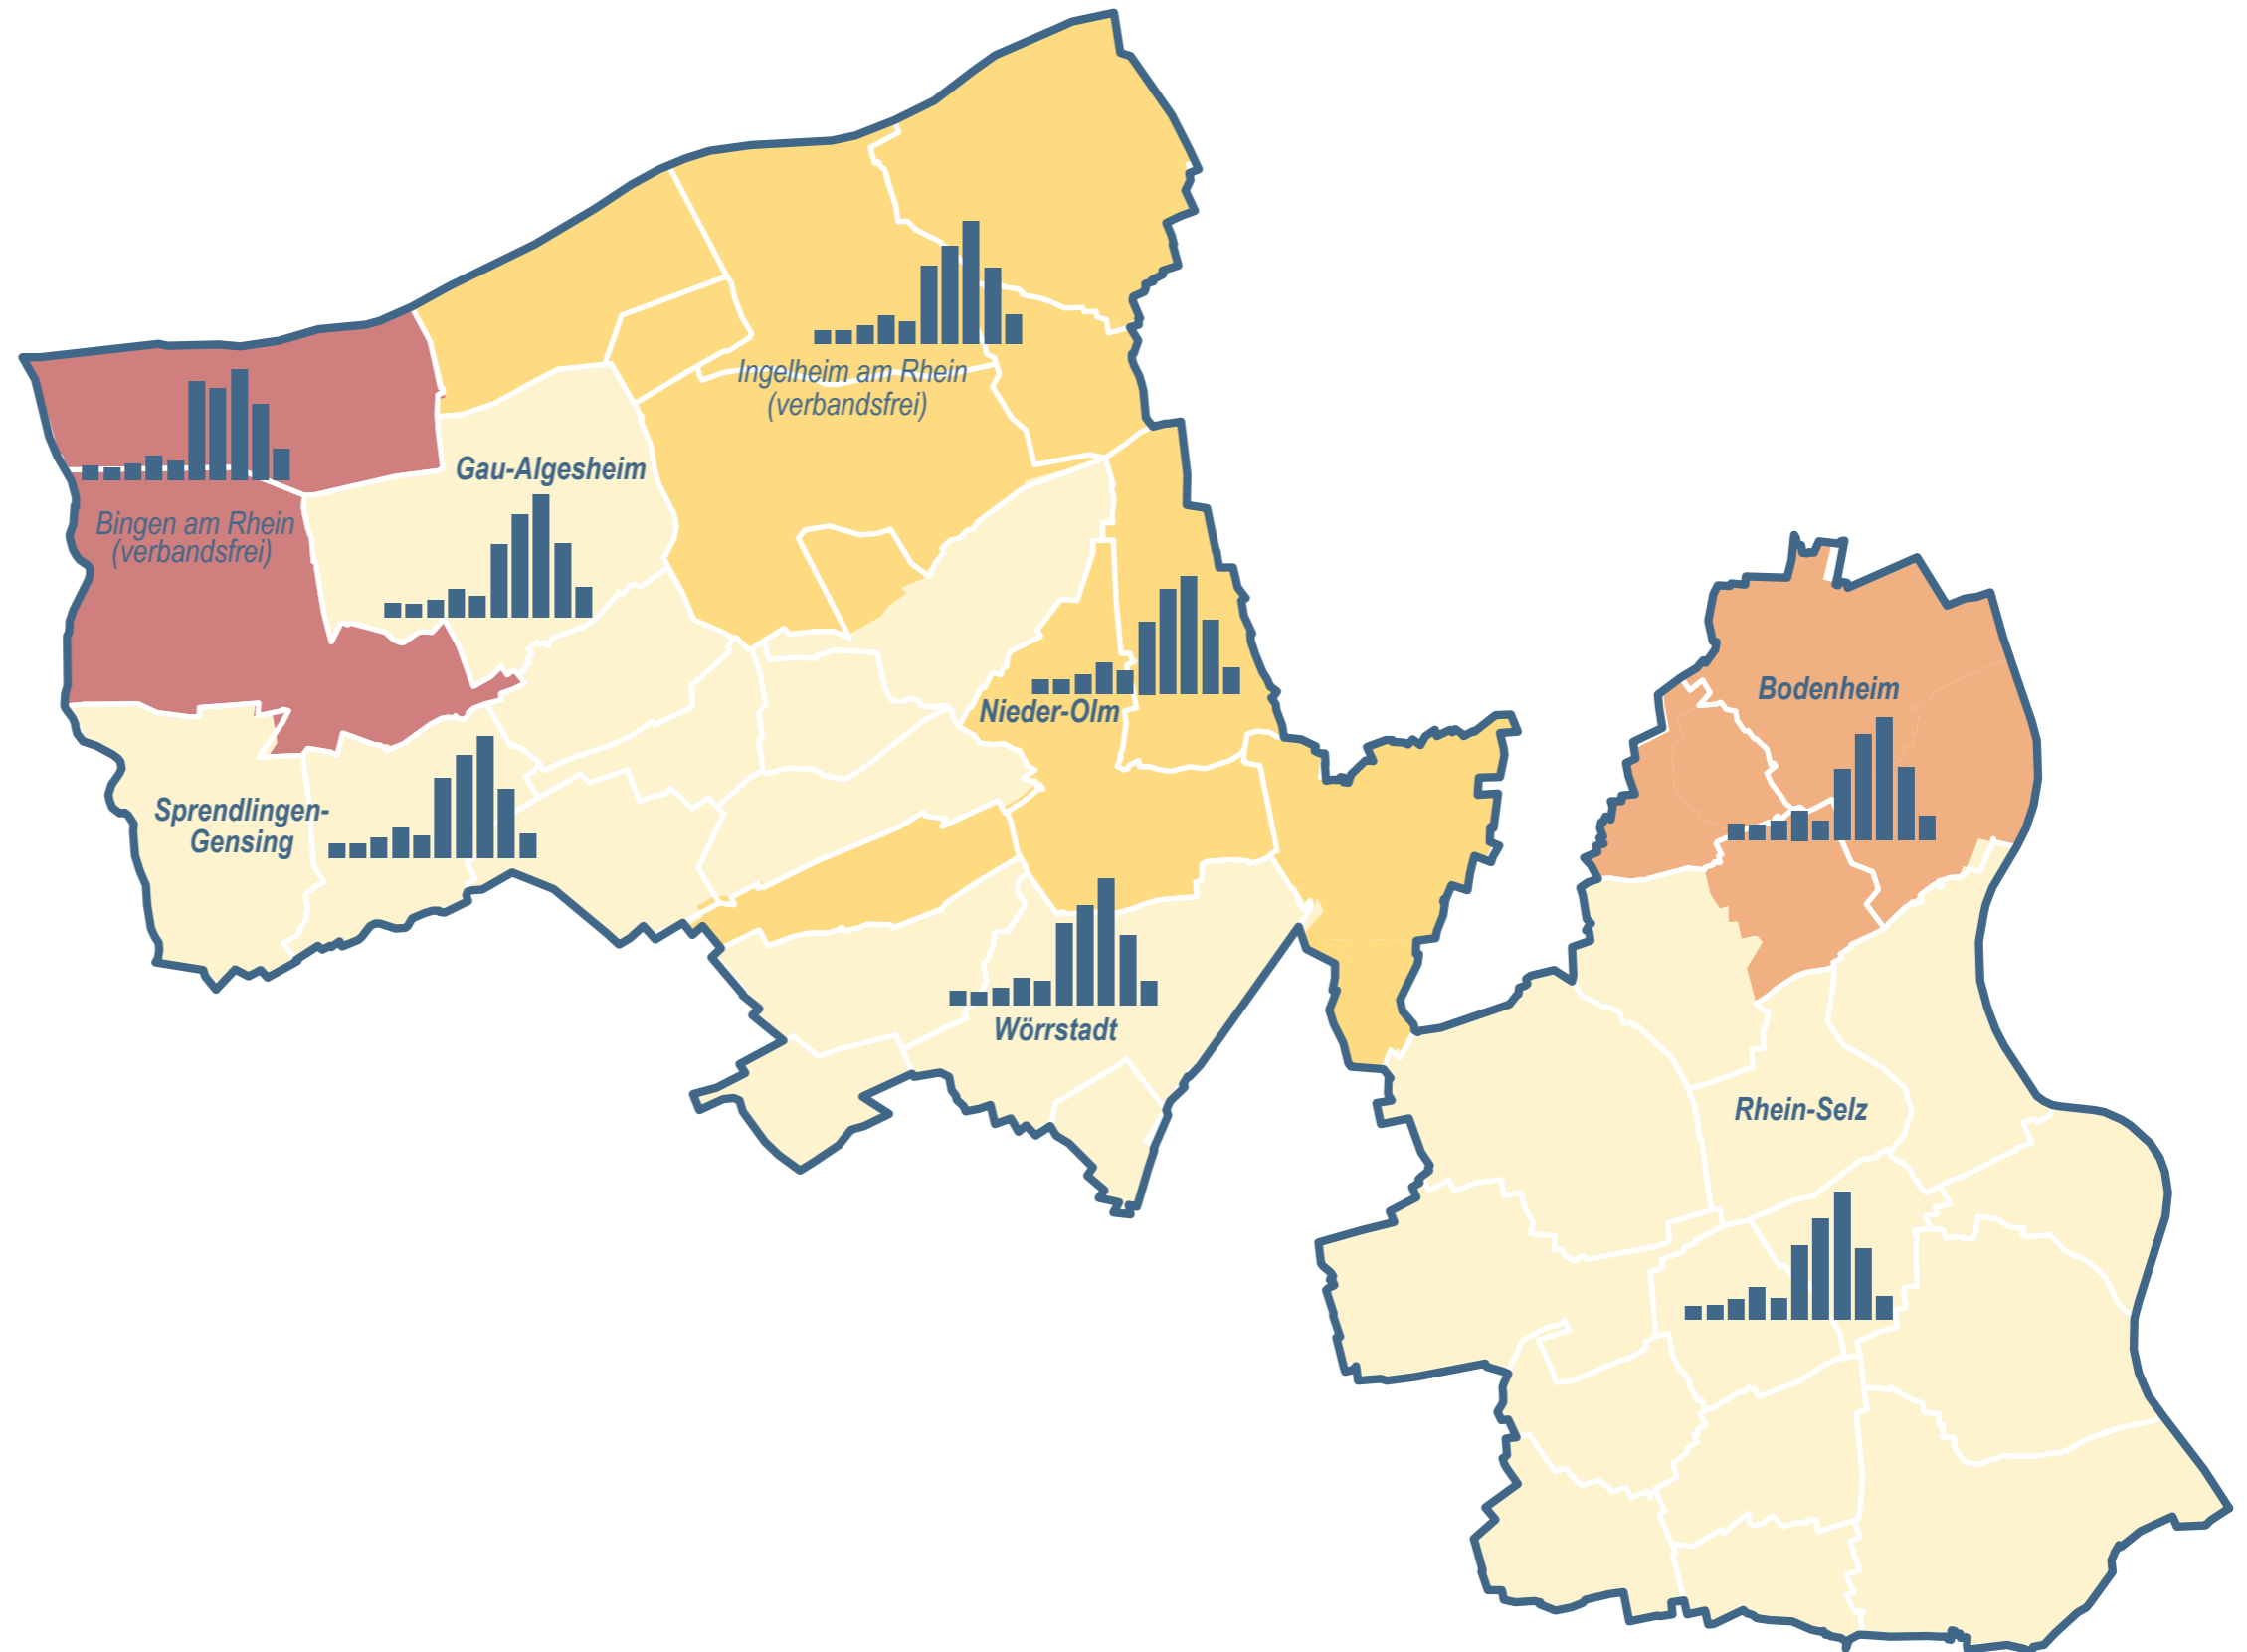 Ingelheim am Rhein
(verbandsfrei)
Gau-Algesheim
Bingen am Rhein
(verbandsfrei)
Nieder-Olm
Bodenheim
Sprendlingen-
Gensing
Wörrstadt
Rhein-Selz